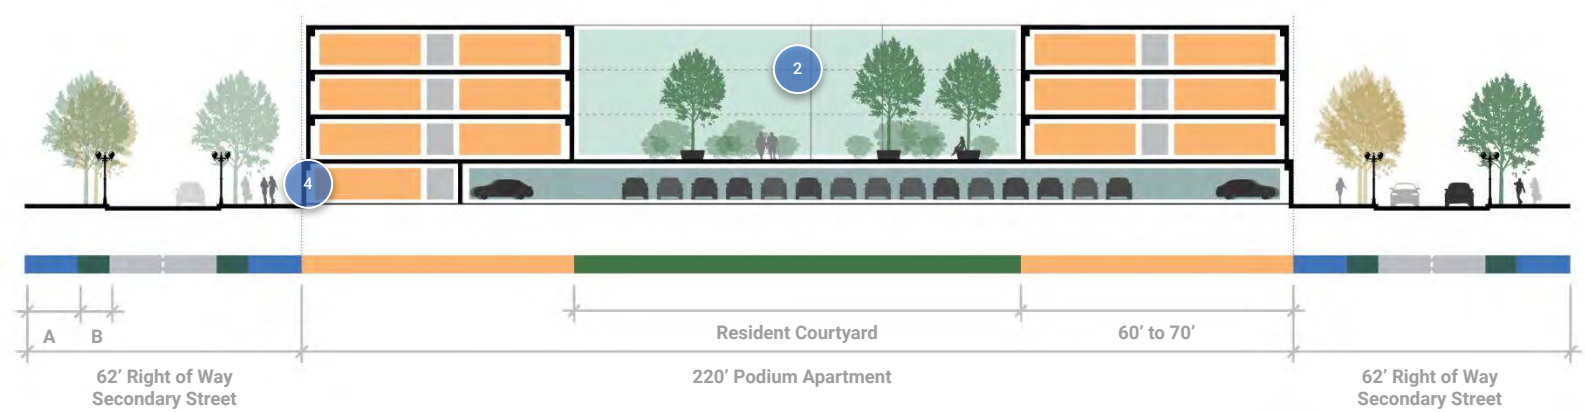 2
4
A
B
Resident Courtyard
60’ to 70’
62’ Right of Way
Secondary Street
220’ Podium Apartment
62’ Right of Way
Secondary Street